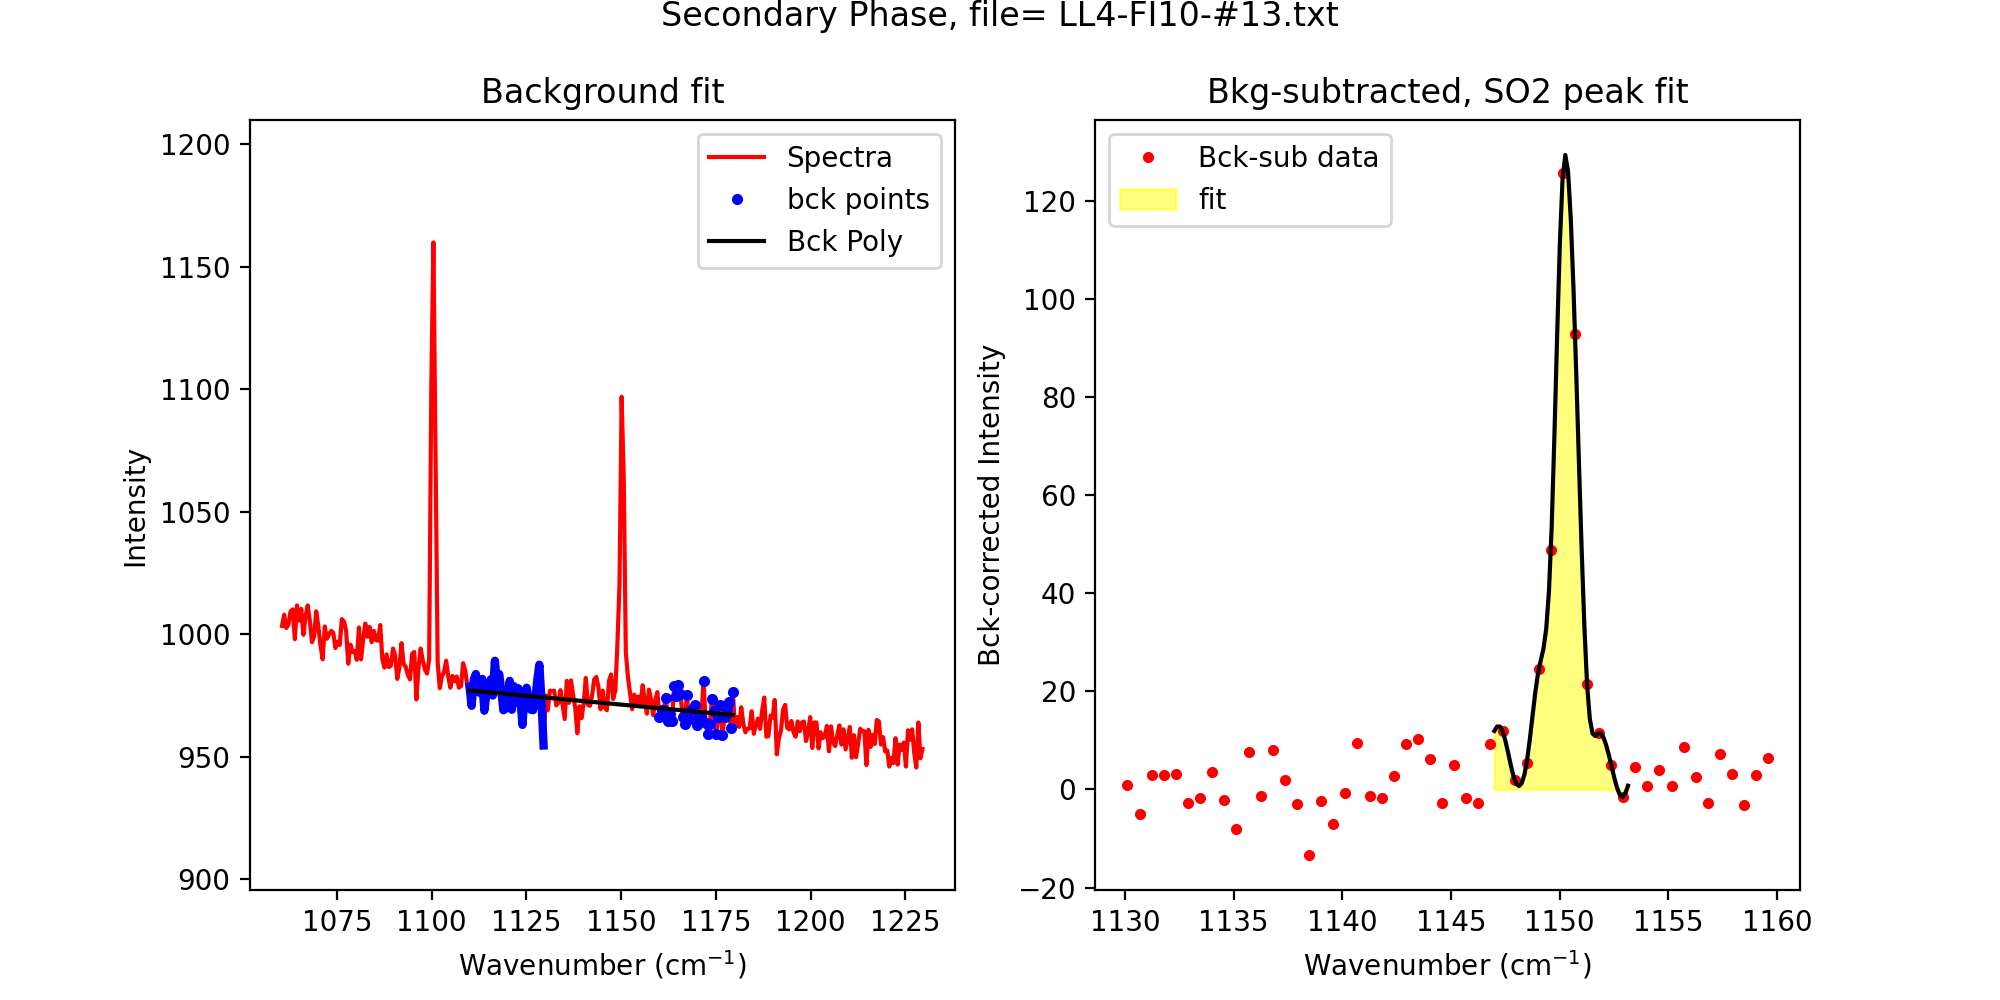 Secondary Phase, file= LL4-FI10-#13.txt
Background fit
1200
1150
1100
1050
1000
950
900
Intensity
Spectra
bck points
Bck Poly
1075 1100 1125 1150 1175 1200 1225
Wavenumber (cm⁻¹)
Bkg-subtracted, SO2 peak fit
120
100
80
60
40
20
0
−20
Bck-corrected Intensity
Bck-sub data
fit
1130 1135 1140 1145 1150 1155 1160
Wavenumber (cm⁻¹)